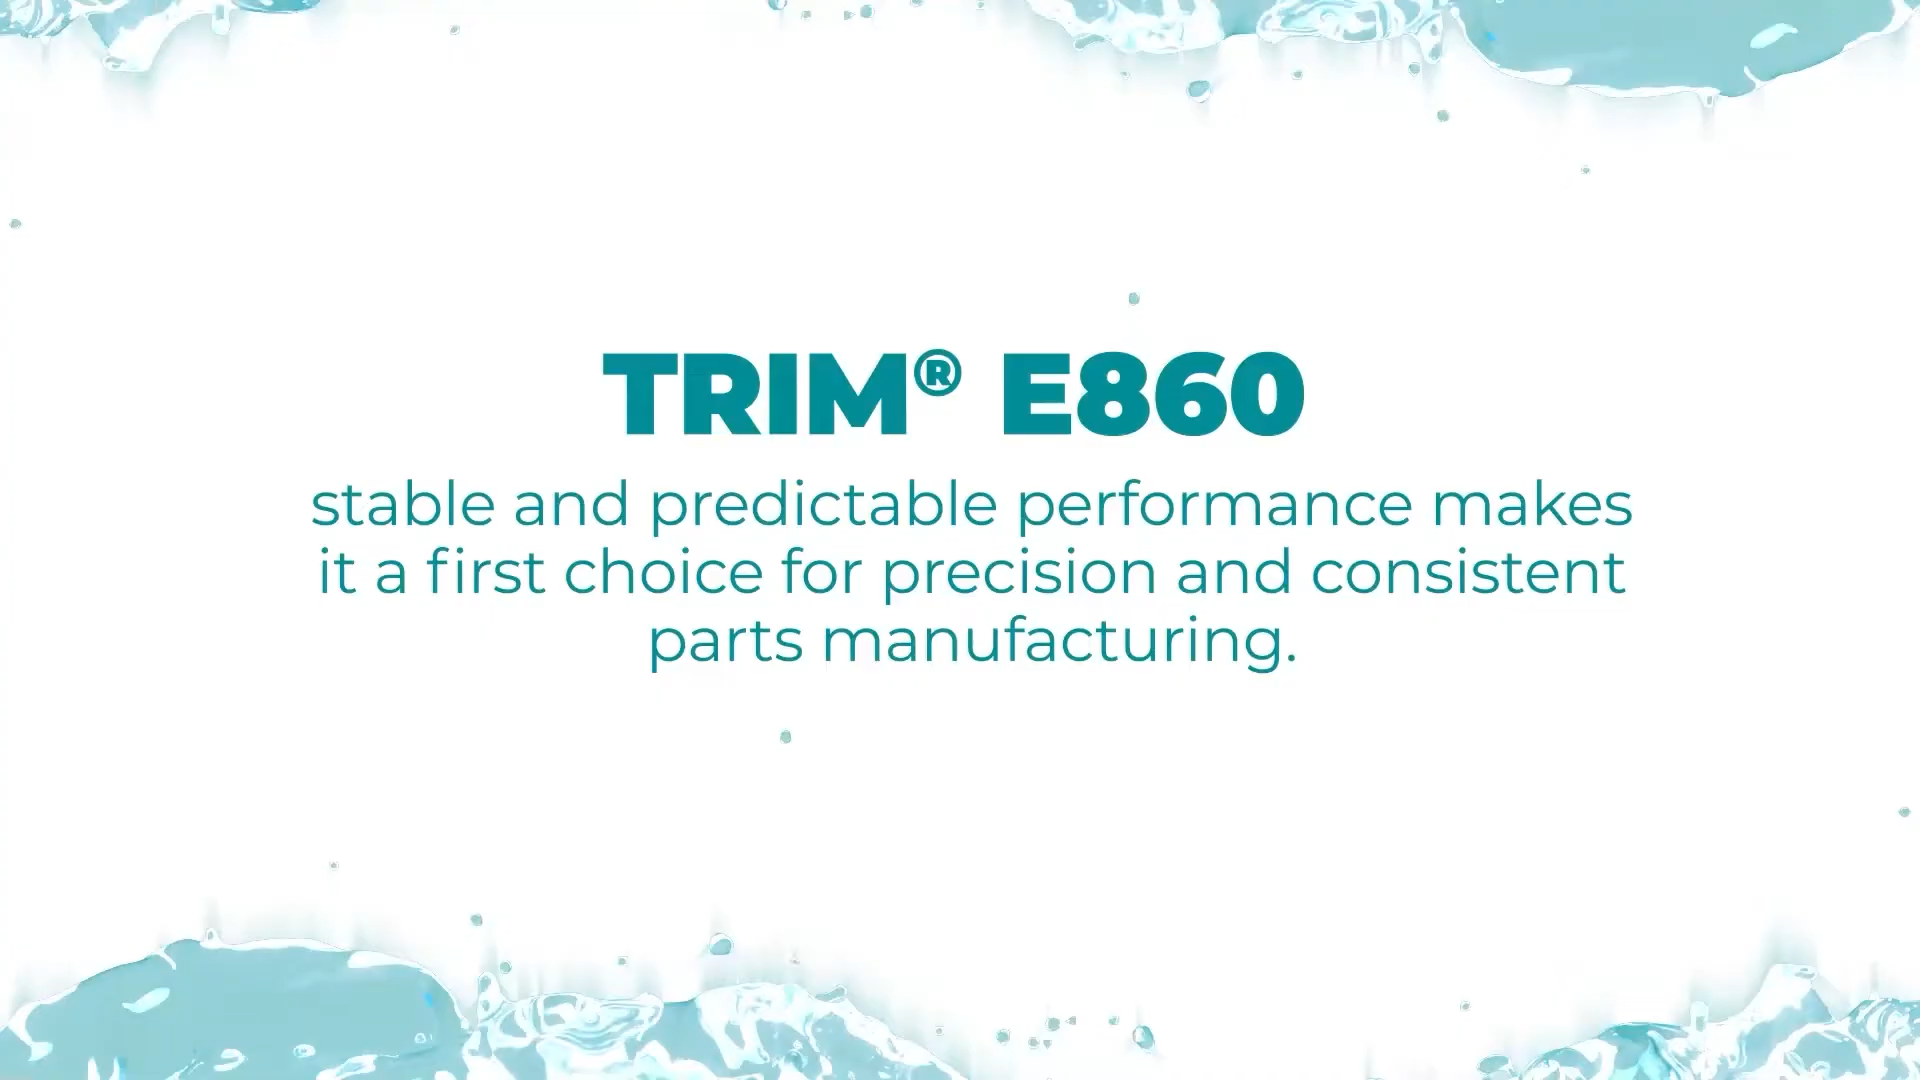 TRIM® E860
stable and predictable performance makes
it a first choice for precision and consistent
parts manufacturing.